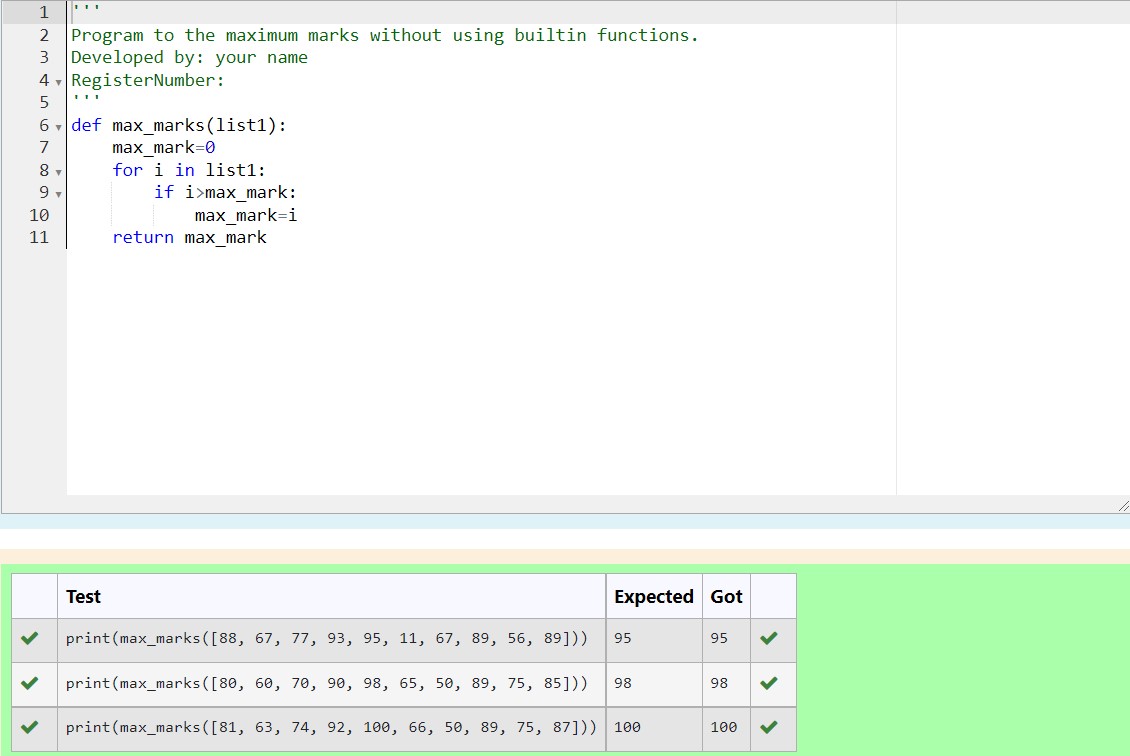 1 '''
2 Program to the maximum marks without using builtin functions.
3 Developed by: your name
4 RegisterNumber:
5 '''
6 def max_marks(list1):
7     max_mark=0
8     for i in list1:
9         if i>max_mark:
10             max_mark=i
11     return max_mark
Test Expected Got
print(max_marks([88, 67, 77, 93, 95, 11, 67, 89, 56, 89])) 95 95
print(max_marks([80, 60, 70, 90, 98, 65, 50, 89, 75, 85])) 98 98
print(max_marks([81, 63, 74, 92, 100, 66, 50, 89, 75, 87])) 100 100